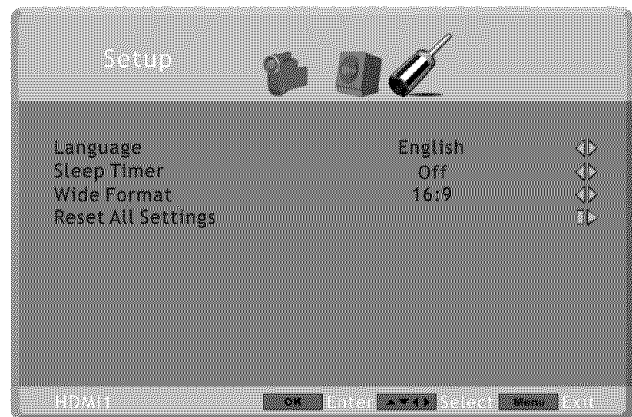 Setup
Language English
Sleep Timer Off
Wide Format 16:9
Reset All Settings
HDMI1 OK Enter ▲▼◀▶ Select Menu Exit